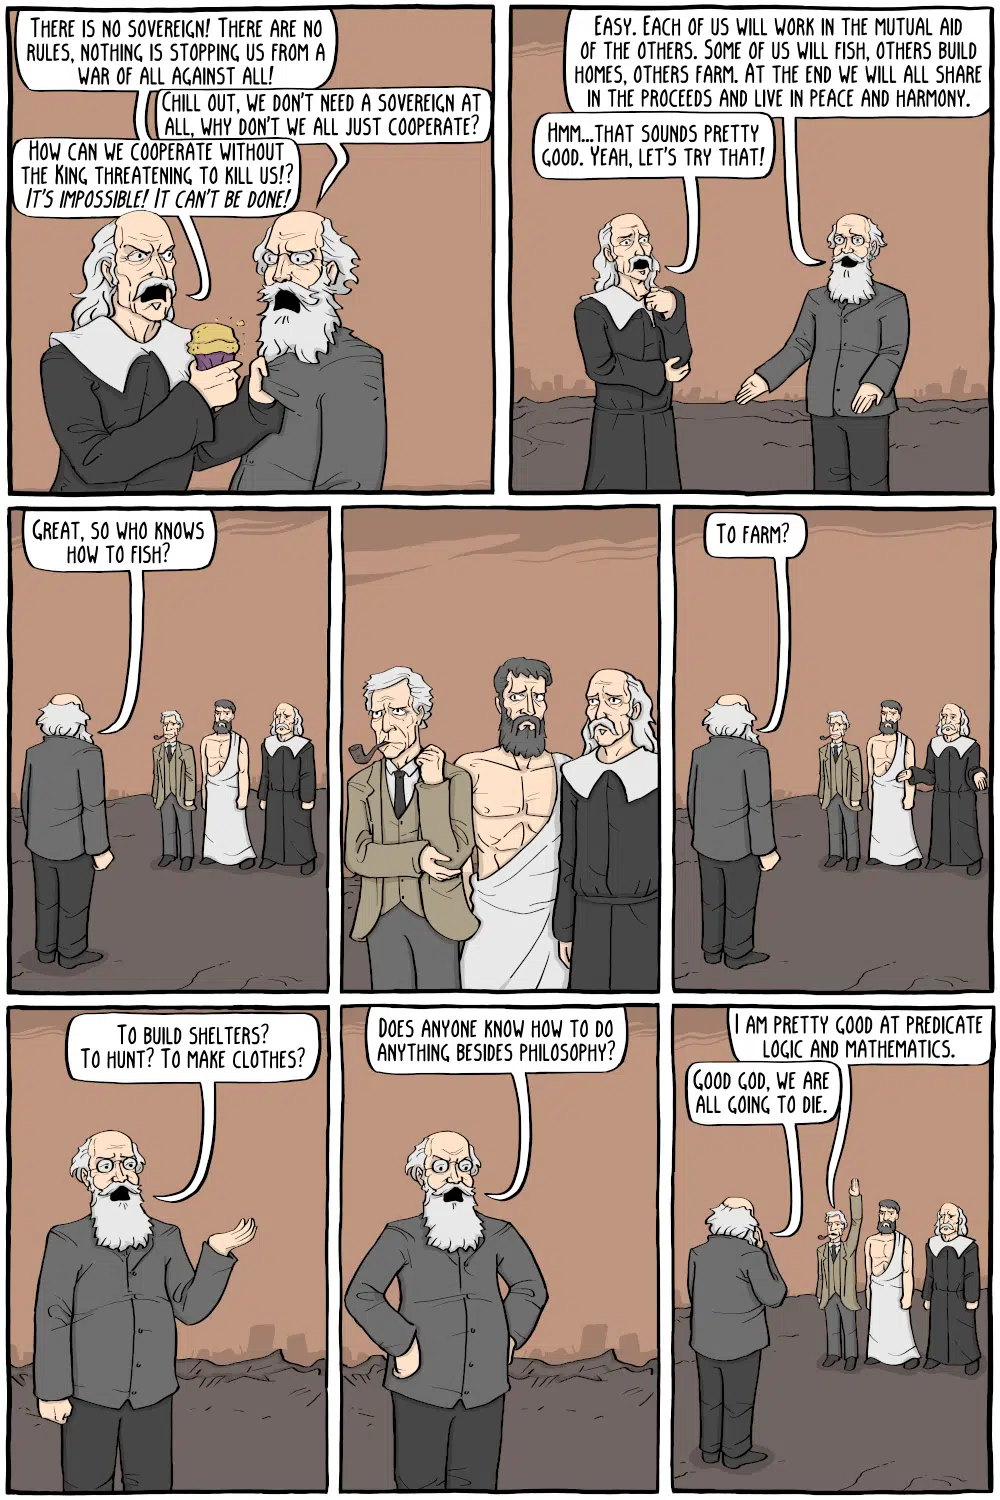 There is no sovereign! There are no
rules, nothing is stopping us from a
war of all against all!
Chill out, we don't need a sovereign at
all, why don't we all just cooperate?
How can we cooperate without
the King threatening to kill us!?
It's impossible! It can't be done!
Easy. Each of us will work in the mutual aid
of the others. Some of us will fish, others build
homes, others farm. At the end we will all share
in the proceeds and live in peace and harmony.
Hmm...that sounds pretty
good. Yeah, let's try that!
Great, so who knows
how to fish?
To farm?
To build shelters?
To hunt? To make clothes?
Does anyone know how to do
anything besides philosophy?
I am pretty good at predicate
logic and mathematics.
Good god, we are
all going to die.